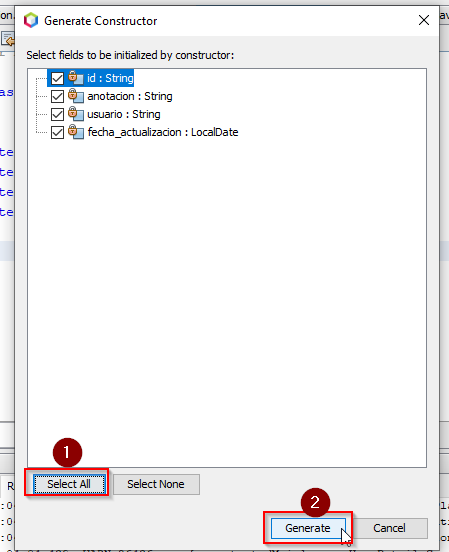 Generate Constructor
Select fields to be initialized by constructor:
id : String
anotacion : String
usuario : String
fecha_actualizacion : LocalDate
1
Select All
Select None
2
Generate
Cancel